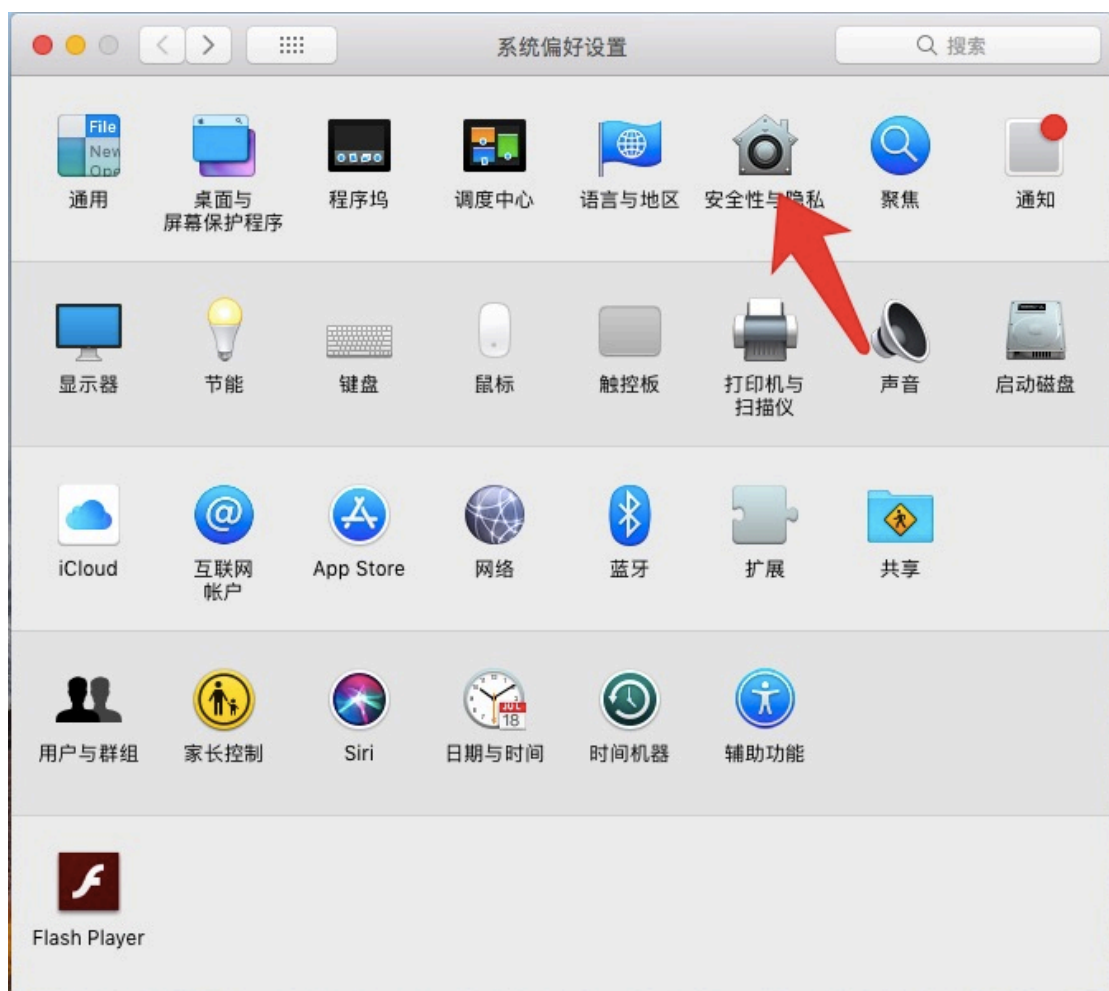 系统偏好设置
搜索
File
New
Ope
通用
桌面与
屏幕保护程序
程序坞
调度中心
语言与地区
安全性与隐私
聚焦
通知
显示器
节能
键盘
鼠标
触控板
打印机与
扫描仪
声音
启动磁盘
iCloud
互联网
帐户
App Store
网络
蓝牙
扩展
共享
用户与群组
家长控制
Siri
JUL
18
日期与时间
时间机器
辅助功能
Flash Player